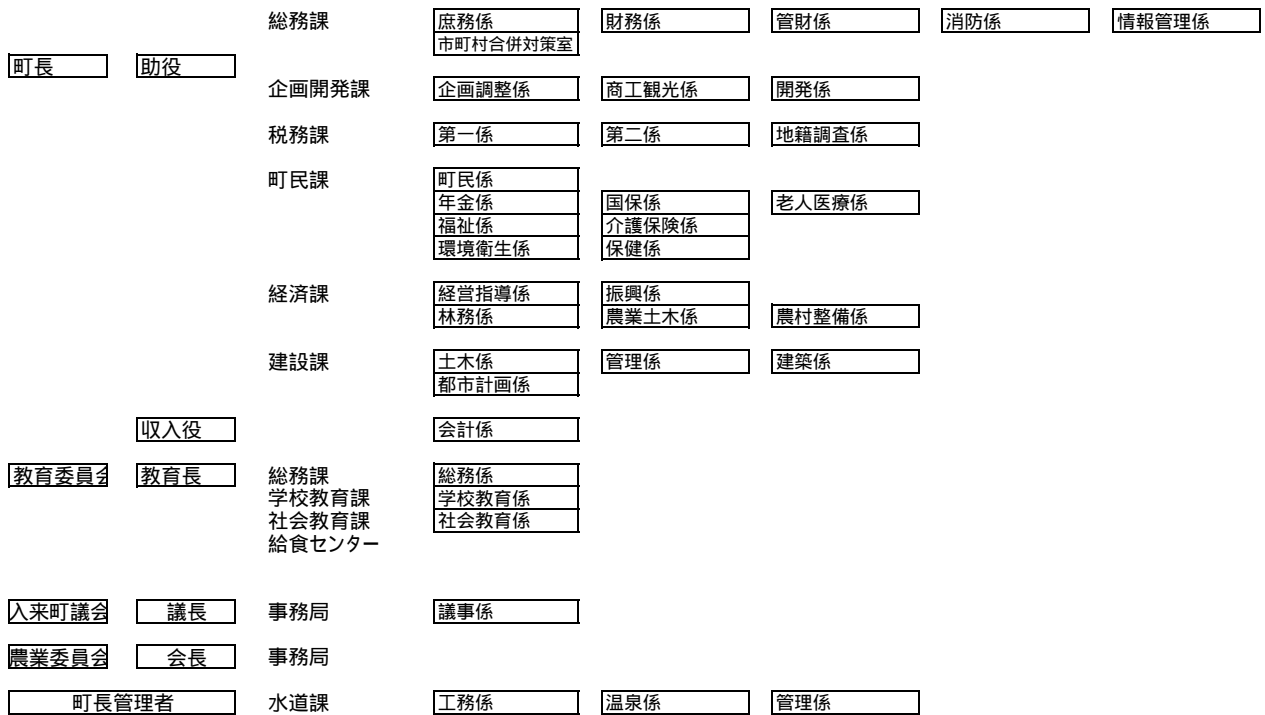 総務課 庶務係 財務係 管財係 消防係 情報管理係
市町村合併対策室
町長 助役
企画開発課 企画調整係 商工観光係 開発係
税務課 第一係 第二係 地籍調査係
町民課 町民係
年金係 国保係 老人医療係
福祉係 介護保険係
環境衛生係 保健係
経済課 経営指導係 振興係
林務係 農業土木係 農村整備係
建設課 土木係 管理係 建築係
都市計画係
収入役 会計係
教育委員会 教育長 総務課 総務係
学校教育課 学校教育係
社会教育課 社会教育係
給食センター
入来町議会 議長 事務局 議事係
農業委員会 会長 事務局
町長管理者 水道課 工務係 温泉係 管理係